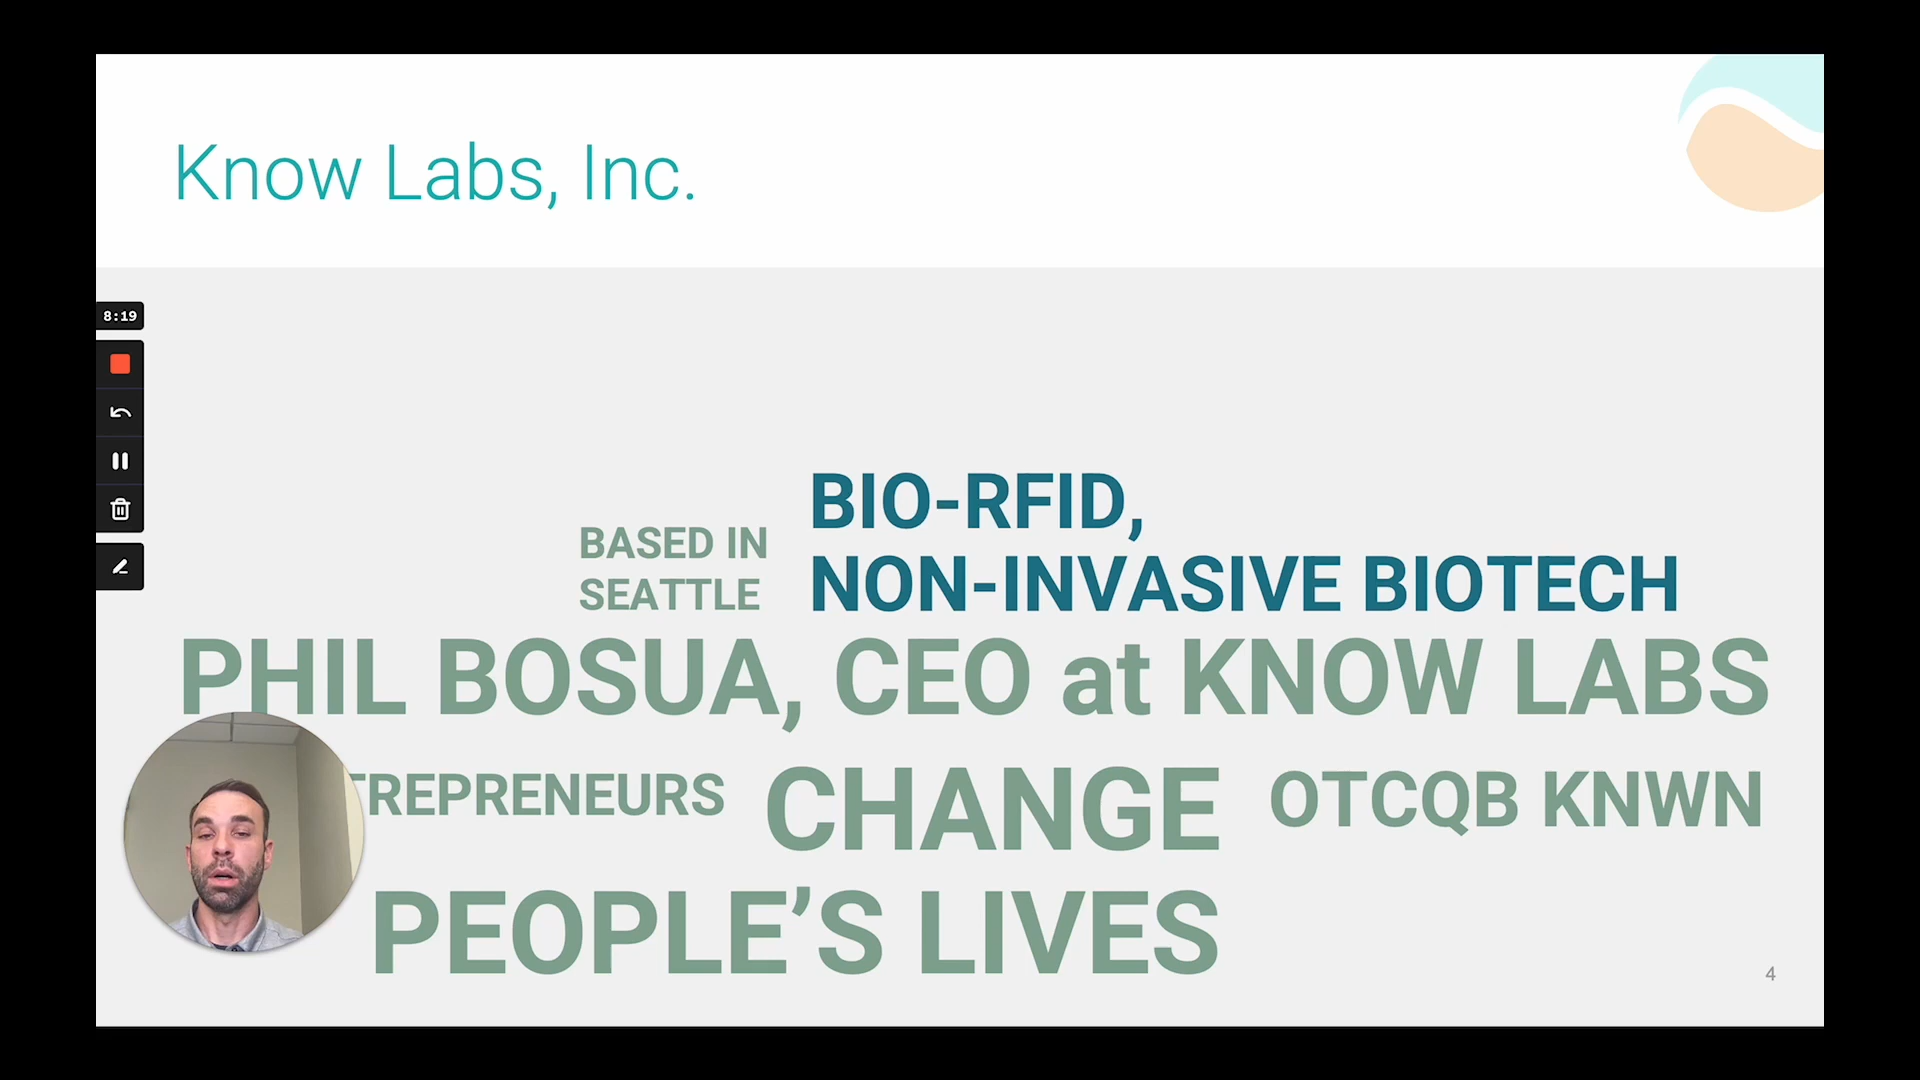 Know Labs, Inc.
8:19
BIO-RFID,
BASED IN
SEATTLE
NON-INVASIVE BIOTECH
PHIL BOSUA, CEO at KNOW LABS
TREPRENEURS
CHANGE
OTCQB KNWN
PEOPLE’S LIVES
4